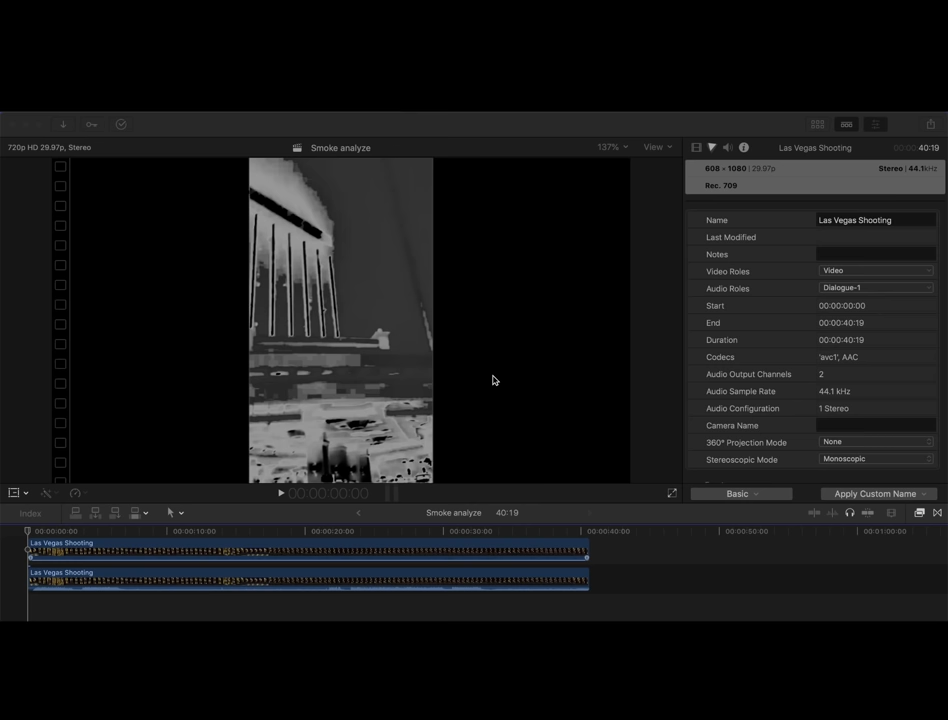 720p HD 29.97p, Stereo
Smoke analyze
137%
View
Las Vegas Shooting
00:00:40:19
608 × 1080 | 29.97p
Stereo | 44.1kHz
Rec. 709
Name
Las Vegas Shooting
Last Modified
Notes
Video Roles
Video
Audio Roles
Dialogue-1
Start
00:00:00:00
End
00:00:40:19
Duration
00:00:40:19
Codecs
'avc1', AAC
Audio Output Channels
2
Audio Sample Rate
44.1 kHz
Audio Configuration
1 Stereo
Camera Name
360° Projection Mode
None
Stereoscopic Mode
Monoscopic
00:00:00:00
Basic
Apply Custom Name
Index
Smoke analyze
40:19
00:00:00:00
00:00:10:00
00:00:20:00
00:00:30:00
00:00:40:00
00:00:50:00
00:01:00:00
Las Vegas Shooting
Las Vegas Shooting